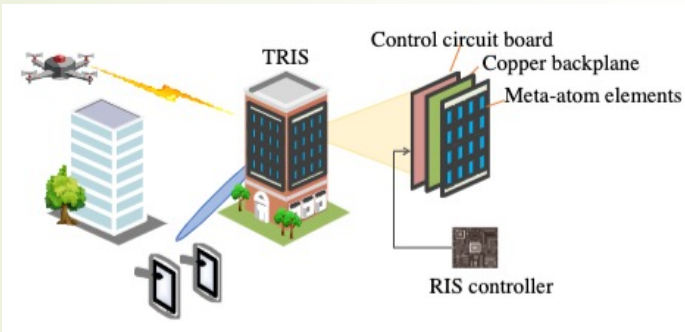 TRIS
Control circuit board
Copper backplane
Meta-atom elements
RIS controller